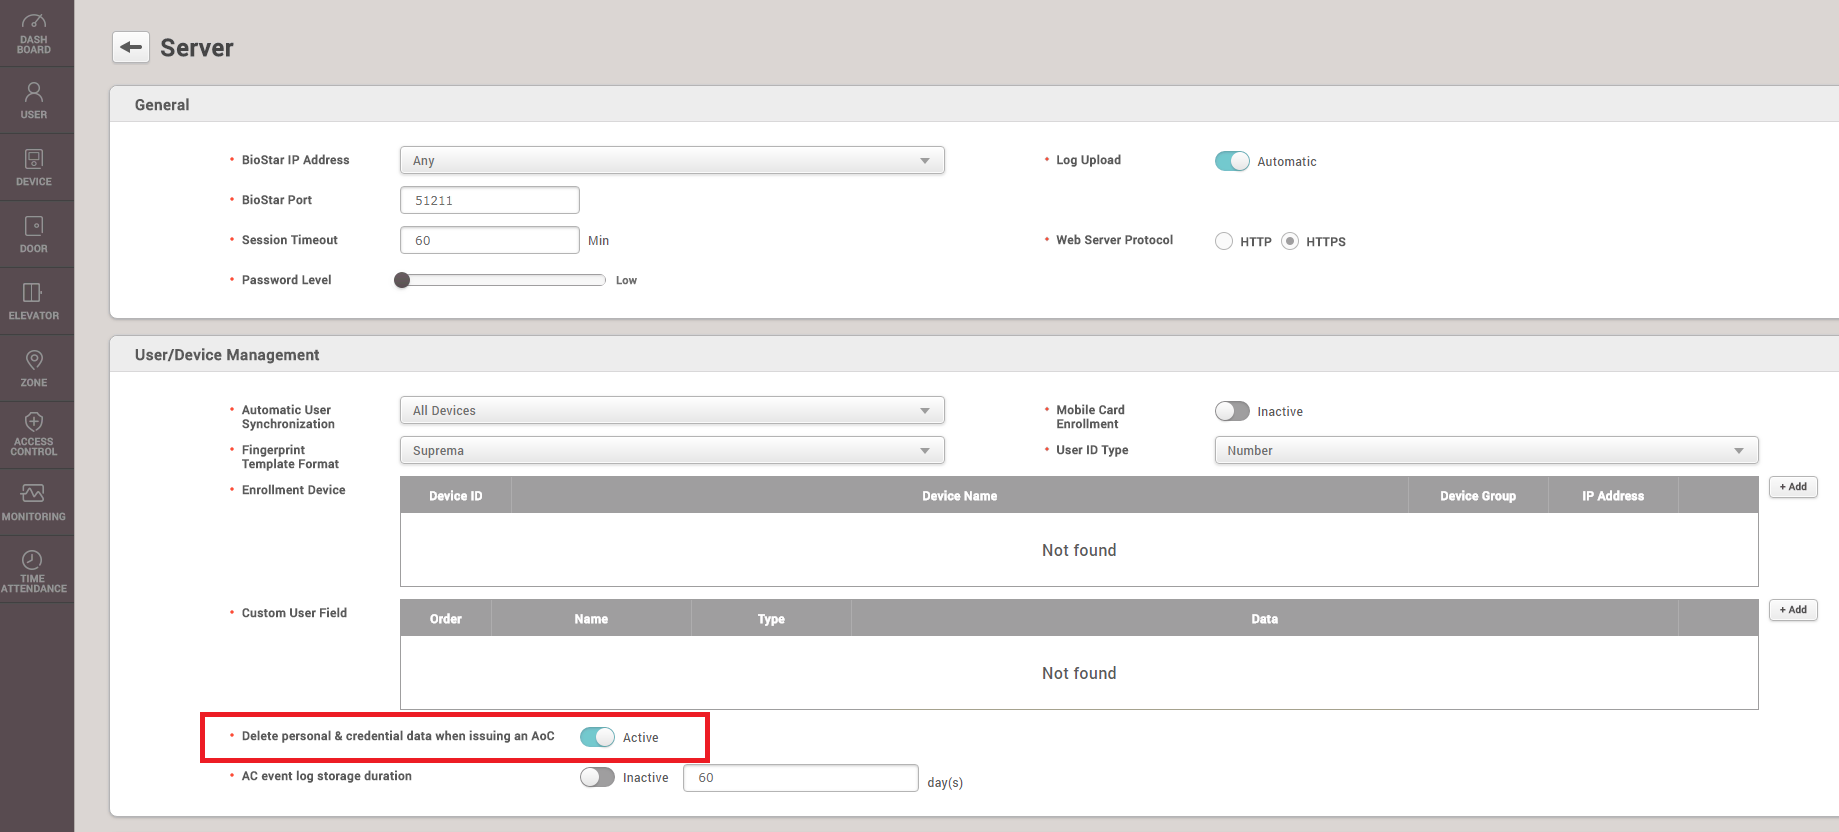 DASH
BOARD
USER
DEVICE
DOOR
ELEVATOR
ZONE
ACCESS
CONTROL
MONITORING
TIME
ATTENDANCE
Server
General
• BioStar IP Address Any • Log Upload Automatic
• BioStar Port 51211
• Session Timeout 60 Min • Web Server Protocol HTTP HTTPS
• Password Level Low
User/Device Management
• Automatic User
Synchronization
All Devices
• Mobile Card
Enrollment
Inactive
• Fingerprint
Template Format
Suprema
• User ID Type Number
• Enrollment Device
Device ID Device Name Device Group IP Address
+ Add
Not found
• Custom User Field
Order Name Type Data
+ Add
Not found
• Delete personal & credential data when issuing an AoC Active
• AC event log storage duration Inactive 60 day(s)